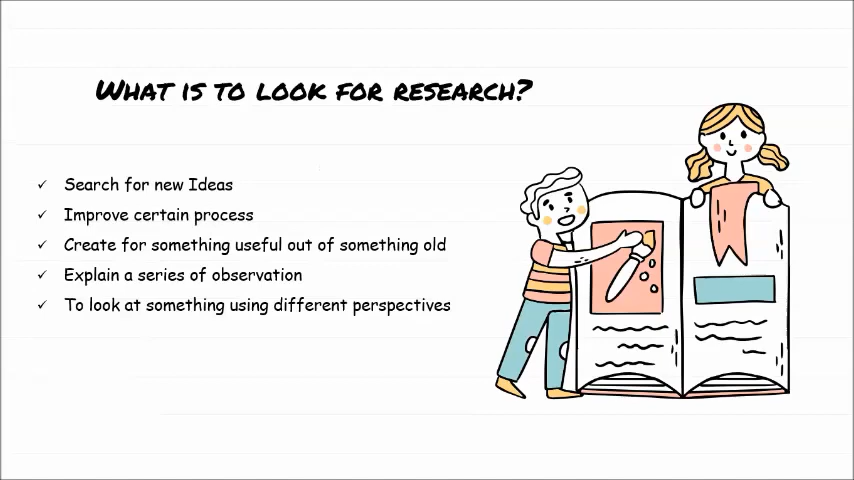 What is to look for research?
✓ Search for new Ideas
✓ Improve certain process
✓ Create for something useful out of something old
✓ Explain a series of observation
✓ To look at something using different perspectives